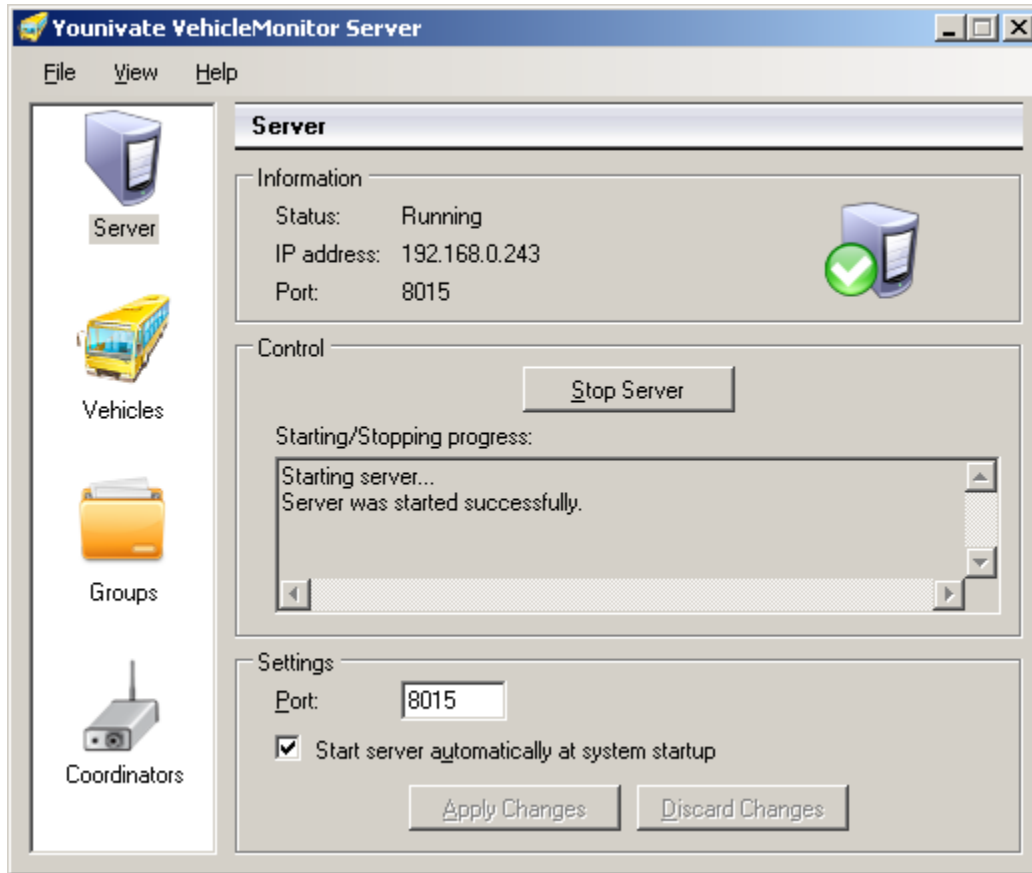 Younivate VehicleMonitor Server
File View Help
Server
Vehicles
Groups
Coordinators
Server
Information
Status: Running
IP address: 192.168.0.243
Port: 8015
Control
Stop Server
Starting/Stopping progress:
Starting server...
Server was started successfully.
Settings
Port: 8015
Start server automatically at system startup
Apply Changes Discard Changes